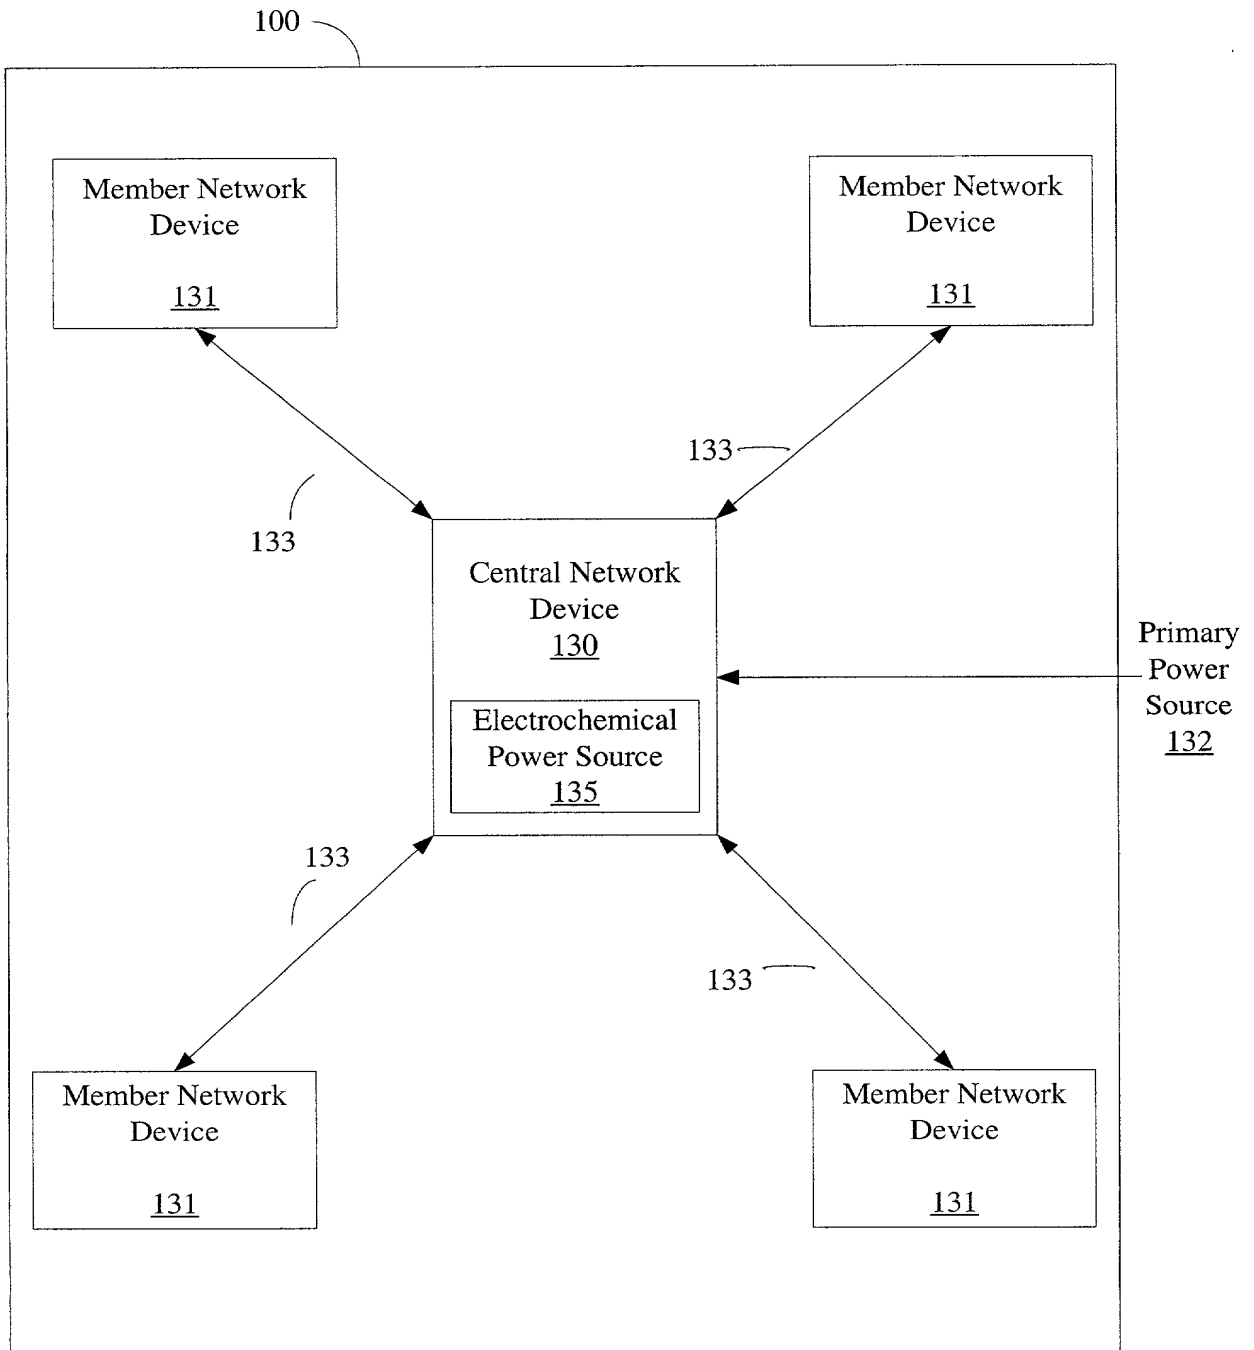 100
Member Network
Device
131
Member Network
Device
131
133
133
Central Network
Device
130
Primary
Power
Source
132
Electrochemical
Power Source
135
133
133
Member Network
Device
131
Member Network
Device
131